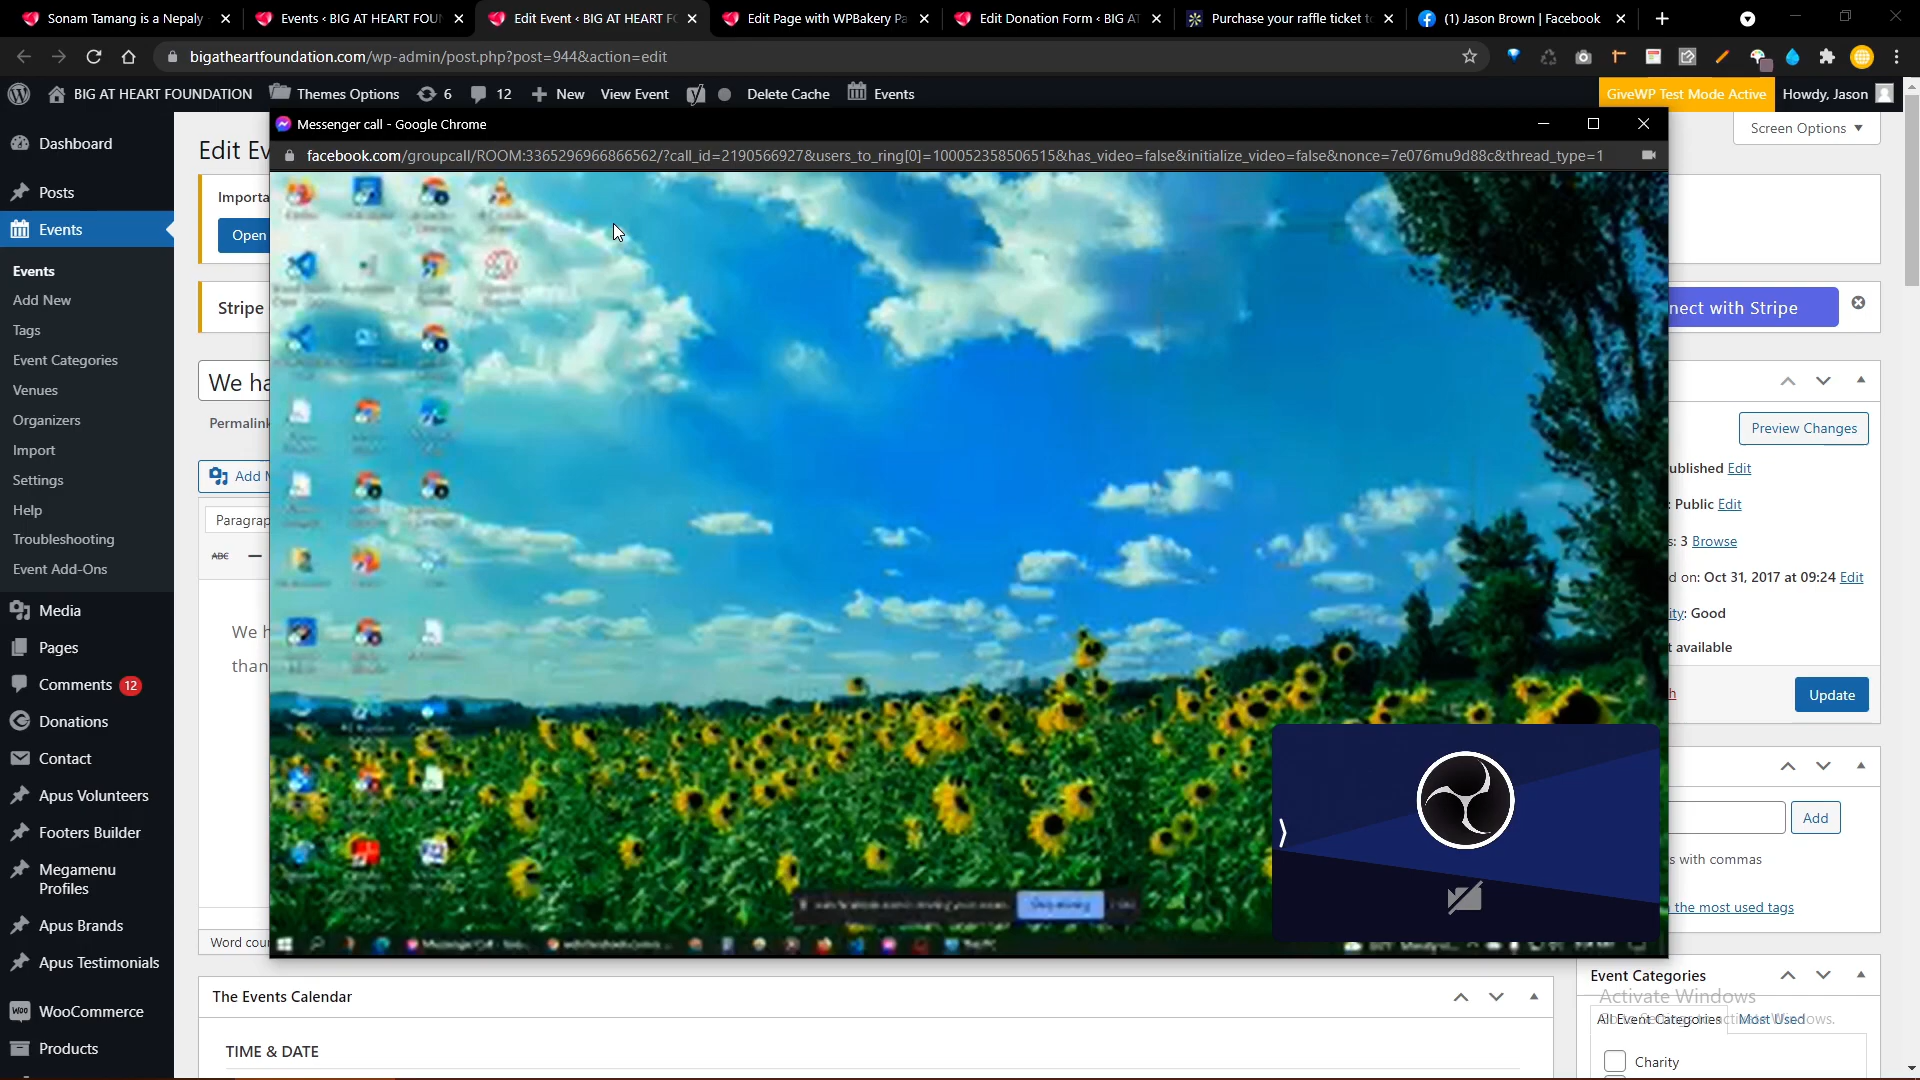 Sonam Tamang is a Nepaly
Events ‹ BIG AT HEART FOU
Edit Event ‹ BIG AT HEART F
Edit Page with WPBakery Pa
Edit Donation Form ‹ BIG AT
Purchase your raffle ticket t
(1) Jason Brown | Facebook
bigatheartfoundation.com/wp-admin/post.php?post=944&action=edit
BIG AT HEART FOUNDATION
Themes Options
6
12
New
View Event
Delete Cache
Events
GiveWP Test Mode Active
Howdy, Jason
Messenger call - Google Chrome
facebook.com/groupcall/ROOM:3365296966866562/?call_id=2190566927&users_to_ring[0]=100052358506515&has_video=false&initialize_video=false&nonce=7e076mu9d88c&thread_type=1
Screen Options
Dashboard
Posts
Events
Events
Add New
Tags
Event Categories
Venues
Organizers
Import
Settings
Help
Troubleshooting
Event Add-Ons
Media
Pages
Comments 12
Donations
Contact
Apus Volunteers
Footers Builder
Megamenu
Profiles
Apus Brands
Apus Testimonials
WooCommerce
Products
Edit Ev
Importa
Open
Stripe
nect with Stripe
We ha
Permalink
Add M
Paragrap
ABC
We h
than
Word cou
Preview Changes
ublished Edit
: Public Edit
s: 3 Browse
d on: Oct 31, 2017 at 09:24 Edit
ity: Good
t available
h
Update
Add
s with commas
the most used tags
The Events Calendar
TIME & DATE
Event Categories
Activate Windows
All Event Categories
Most Used
Charity